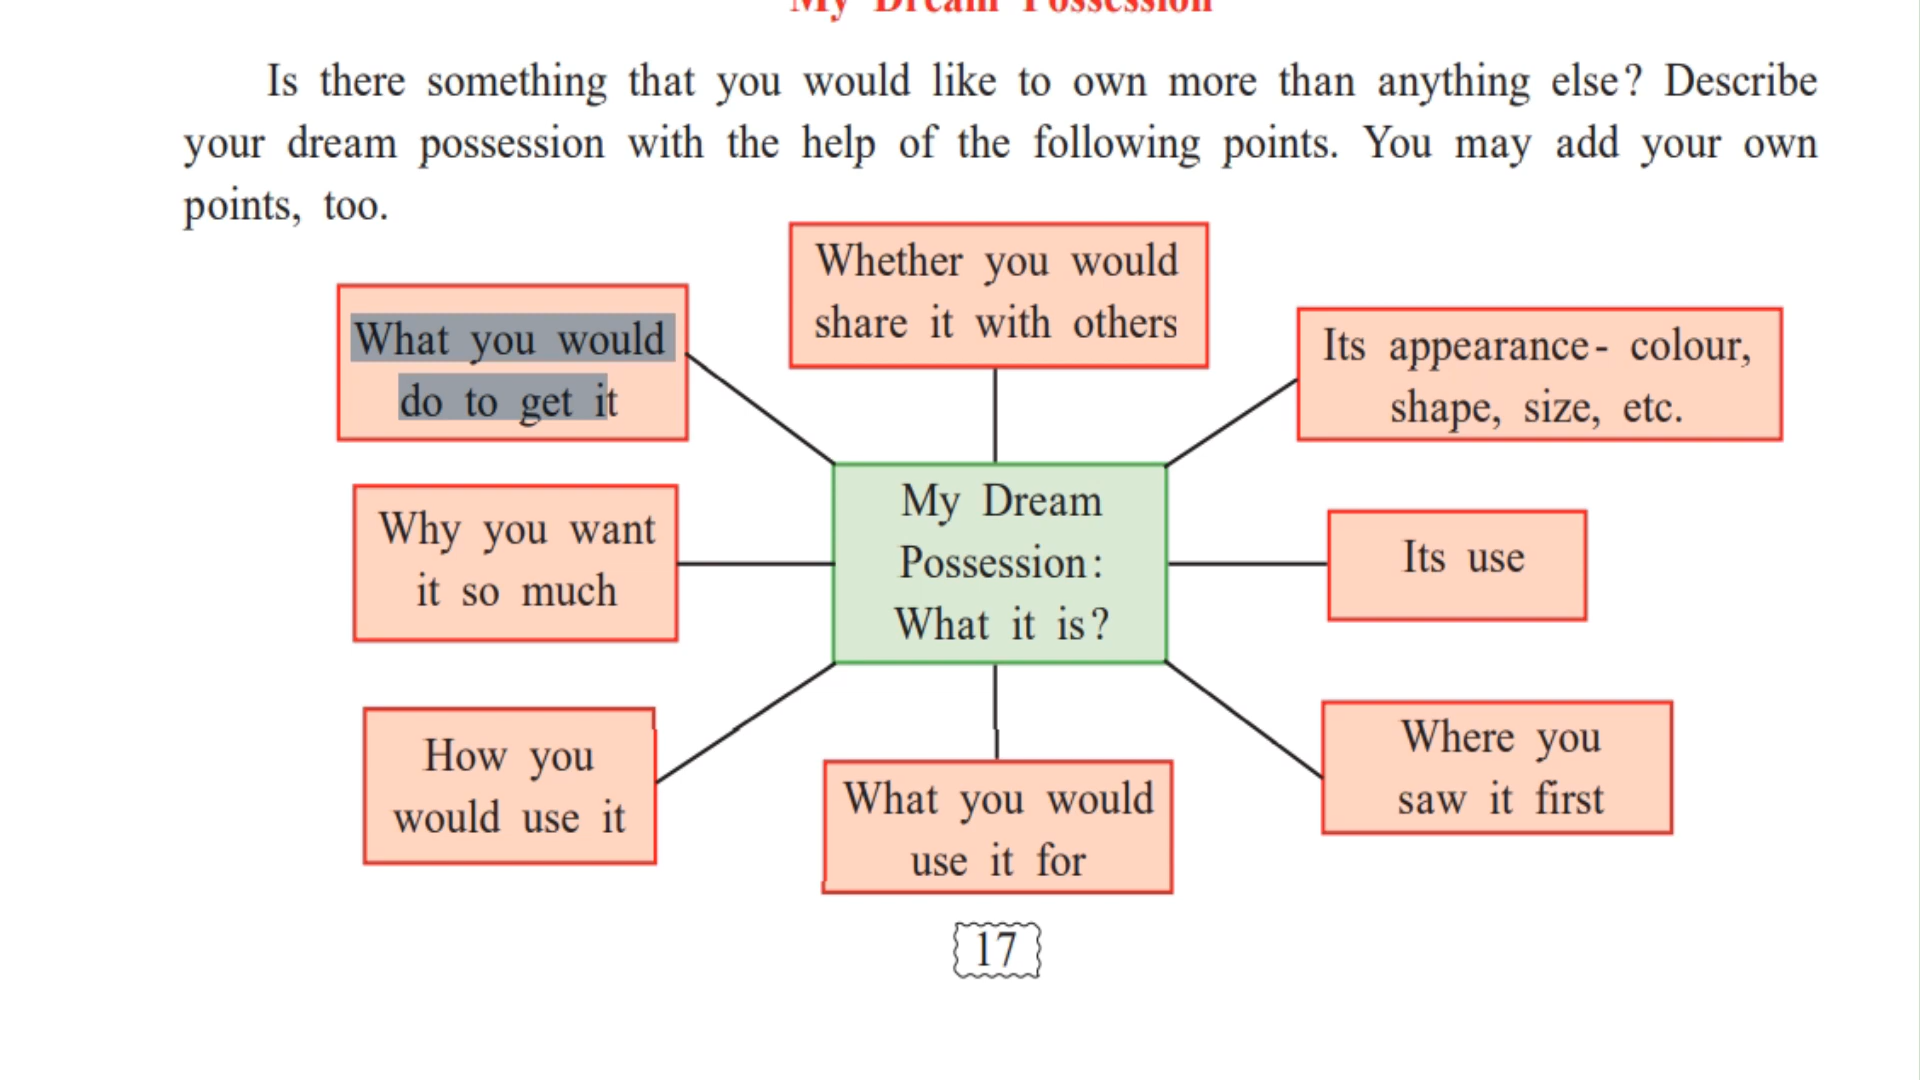 My Dream Possession
Is there something that you would like to own more than anything else? Describe
your dream possession with the help of the following points. You may add your own
points, too.
Whether you would
share it with others
What you would
do to get it
Its appearance- colour,
shape, size, etc.
My Dream
Possession:
What it is?
Why you want
it so much
Its use
How you
would use it
What you would
use it for
Where you
saw it first
17